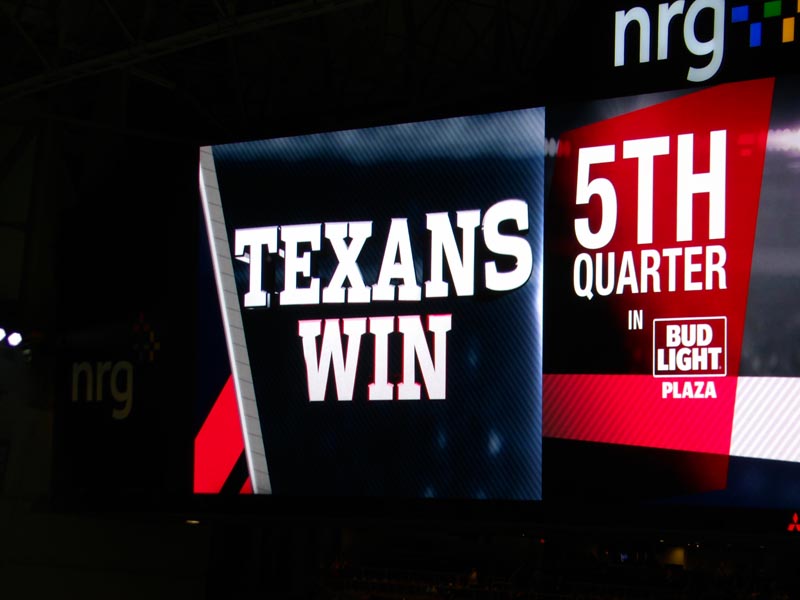 nrg
TEXANS
WIN
5TH
QUARTER
IN
BUD
LIGHT
PLAZA
nrg